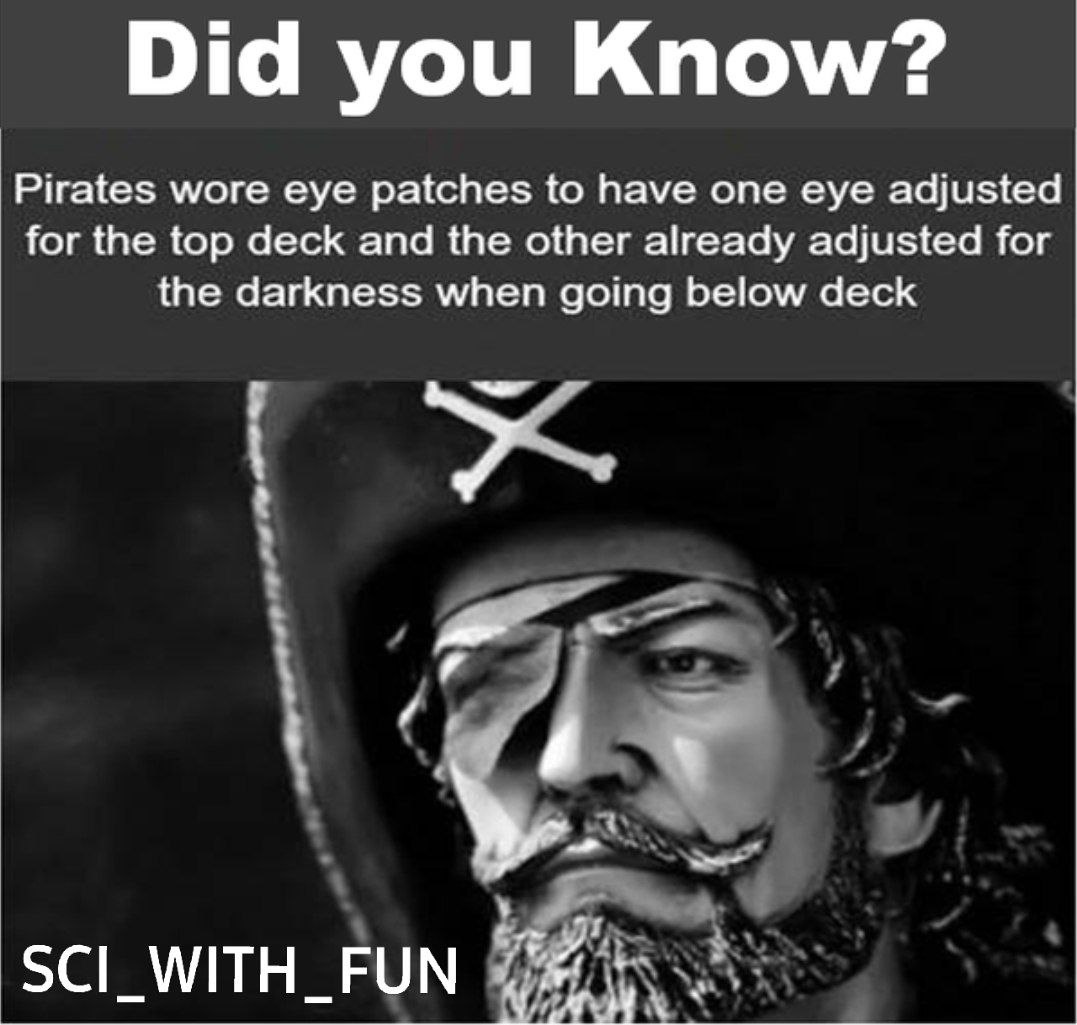 Did you Know?
Pirates wore eye patches to have one eye adjusted
for the top deck and the other already adjusted for
the darkness when going below deck
SCI_WITH_FUN